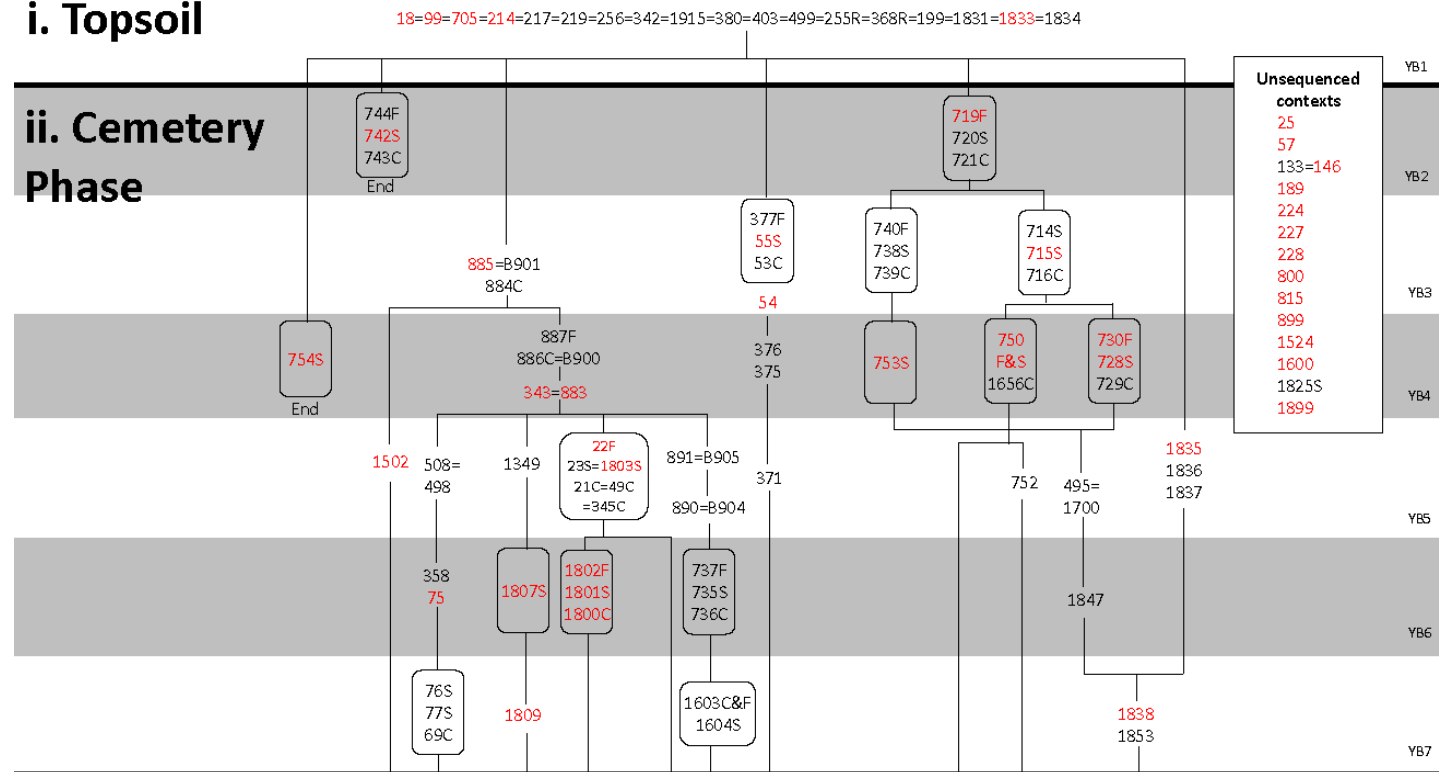 i. Topsoil
18=99=705=214=217=219=256=342=1915=380=403=499=255R=368R=199=1831=1833=1834
YB1
ii. Cemetery
Phase
744F
742S
743C
End
719F
720S
721C
YB2
885=B901
884C
377F
55S
53C
54
740F
738S
739C
714S
715S
716C
YB3
754S
End
887F
886C=B900
343=883
376
375
753S
750
F&S
1656C
730F
728S
729C
YB4
1502
508=
498
1349
22F
23S=1803S
21C=49C
=345C
891=B905
890=B904
371
752
495=
1700
1835
1836
1837
YB5
358
75
1807S
1802F
1801S
1800C
737F
735S
736C
1847
YB6
76S
77S
69C
1809
1603C&F
1604S
1838
1853
YB7
Unsequenced
contexts
25
57
133=146
189
224
227
228
800
815
899
1524
1600
1825S
1899